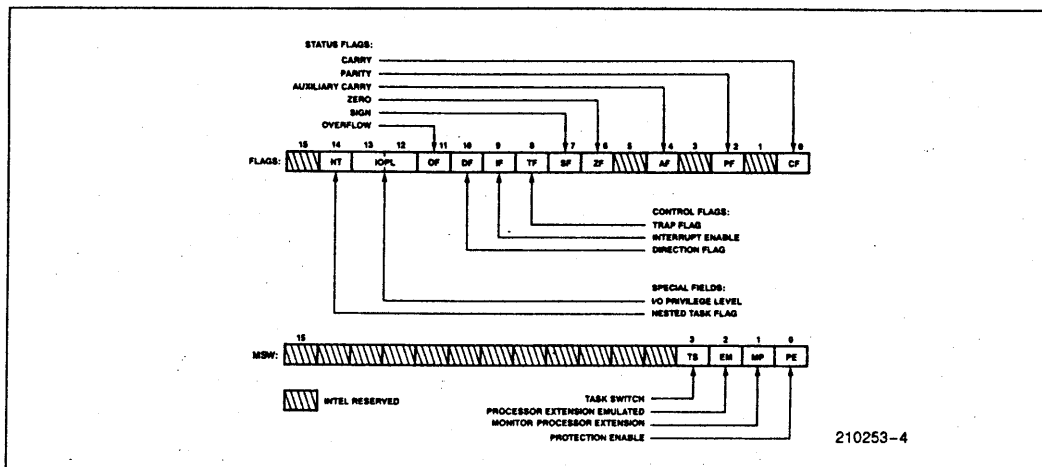 STATUS FLAGS:
CARRY
PARITY
AUXILIARY CARRY
ZERO
SIGN
OVERFLOW
15 14 13 12 11 10 9 8 7 6 5 4 3 2 1 0
FLAGS: NT IOPL OF DF IF TF SF ZF AF PF CF
CONTROL FLAGS:
TRAP FLAG
INTERRUPT ENABLE
DIRECTION FLAG
SPECIAL FIELDS:
I/O PRIVILEGE LEVEL
NESTED TASK FLAG
15 3 2 1 0
MSW: TS EM MP PE
INTEL RESERVED
TASK SWITCH
PROCESSOR EXTENSION EMULATED
MONITOR PROCESSOR EXTENSION
PROTECTION ENABLE
210253-4